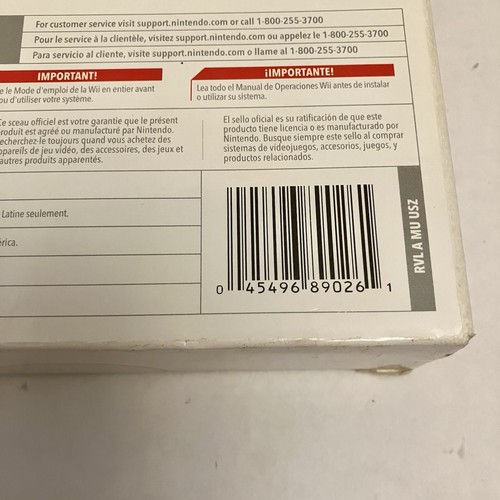 For customer service visit support.nintendo.com or call 1-800-255-3700
Pour le service à la clientèle, visitez support.nintendo.com ou appelez le 1-800-255-3700
Para servicio al cliente, visite support.nintendo.com o llame al 1-800-255-3700
IMPORTANT!
e le Mode d'emploi de la Wii en entier avant
ou d'utiliser votre système.
¡IMPORTANTE!
Lea todo el Manual de Operaciones Wii antes de instalar
o utilizar su sistema.
Ce sceau officiel est votre garantie que le présent
produit est agréé ou manufacturé par Nintendo.
Recherchez-le toujours quand vous achetez des
appareils de jeu vidéo, des accessoires, des jeux et
autres produits apparentés.
El sello oficial es su ratificación de que este
producto tiene licencia o es manufacturado por
Nintendo. Busque siempre este sello al comprar
sistemas de videojuegos, accesorios, juegos, y
productos relacionados.
Latine seulement.
érica.
0 45496 89026 1
RVL A MU USZ